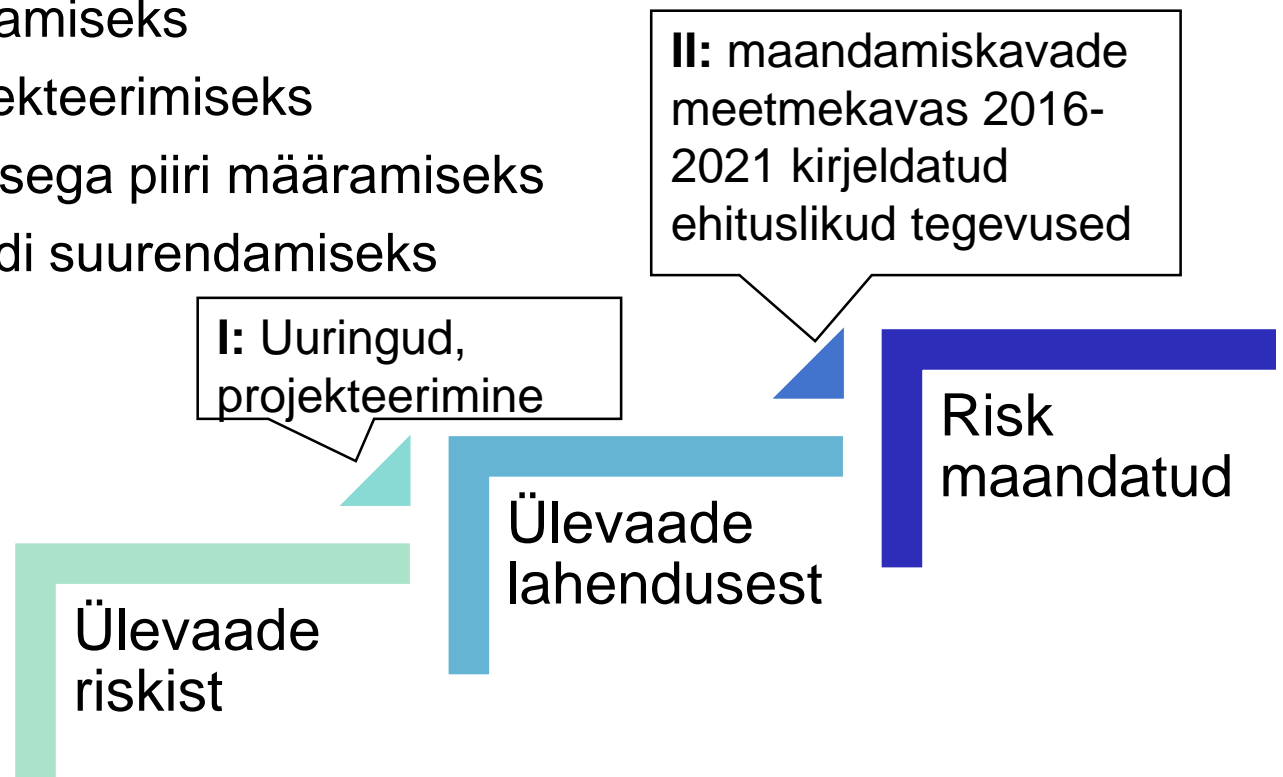 amiseks
ekteerimiseks
sega piiri määramiseks
di suurendamiseks
II: maandamiskavade
meetmekavas 2016-
2021 kirjeldatud
ehituslikud tegevused
I: Uuringud,
projekteerimine
Risk
maandatud
Ülevaade
lahendusest
Ülevaade
riskist